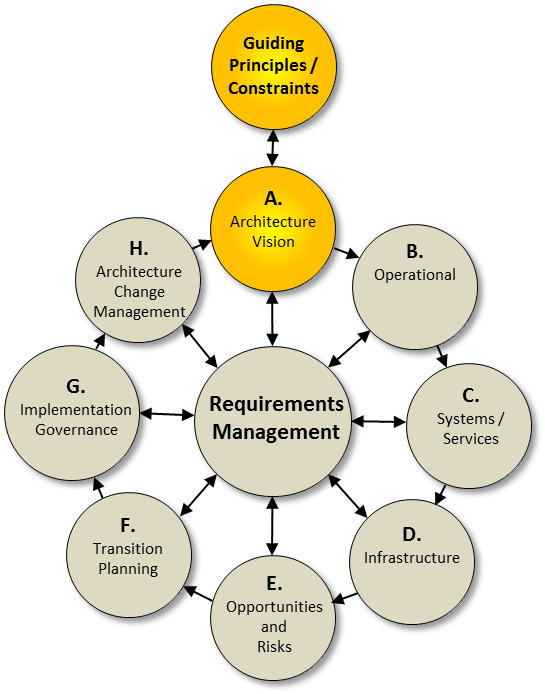 Guiding
Principles /
Constraints
A.
Architecture
Vision
B.
Operational
C.
Systems /
Services
D.
Infrastructure
E.
Opportunities
and
Risks
F.
Transition
Planning
G.
Implementation
Governance
H.
Architecture
Change
Management
Requirements
Management